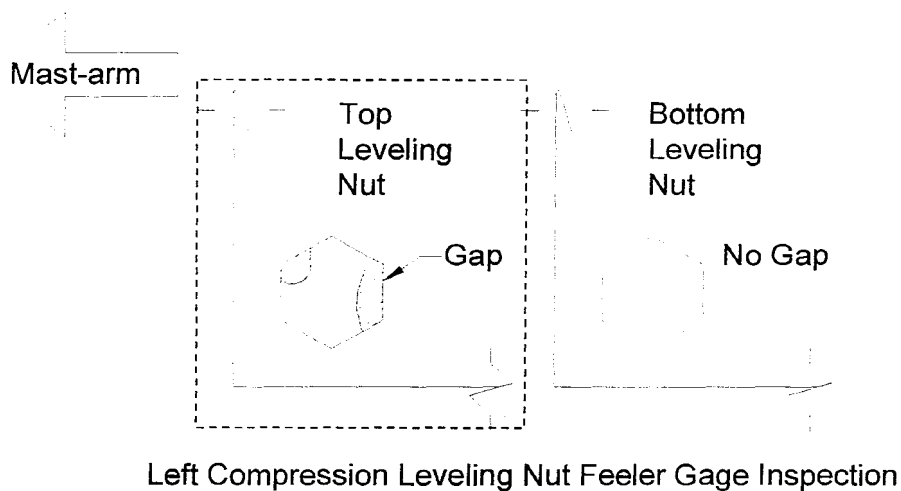 Mast-arm
Top
Leveling
Nut
Bottom
Leveling
Nut
Gap
No Gap
Left Compression Leveling Nut Feeler Gage Inspection